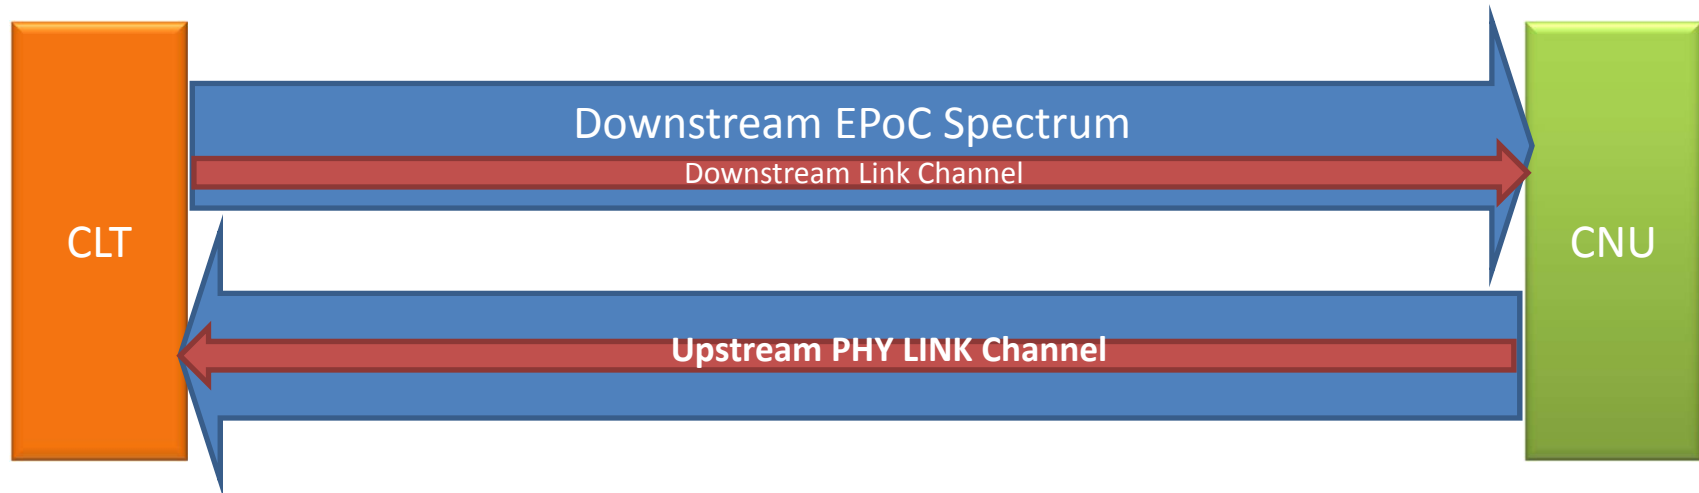 Downstream EPoC Spectrum
Downstream Link Channel
CLT
CNU
Upstream PHY LINK Channel